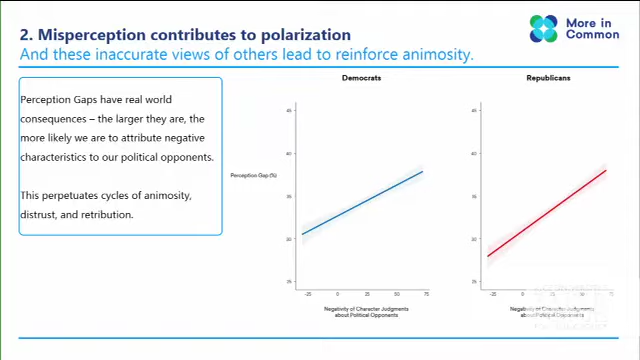 2. Misperception contributes to polarization
And these inaccurate views of others lead to reinforce animosity.
More in
Common
Perception Gaps have real world
consequences – the larger they are, the
more likely we are to attribute negative
characteristics to our political opponents.
This perpetuates cycles of animosity,
distrust, and retribution.
Democrats
45
40
Perception Gap (%)
35
30
25
-25 0 25 50 75
Negativity of Character Judgments
about Political Opponents
Republicans
45
40
35
30
25
-25 0 25 50 75
Negativity of Character Judgments
about Political Opponents